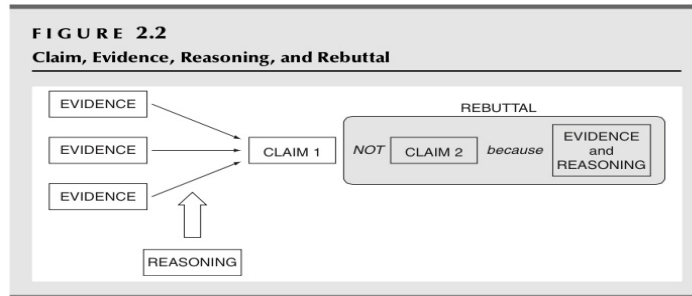 FIGURE 2.2
Claim, Evidence, Reasoning, and Rebuttal
EVIDENCE
EVIDENCE
EVIDENCE
REASONING
CLAIM 1
REBUTTAL
NOT
CLAIM 2
because
EVIDENCE
and
REASONING